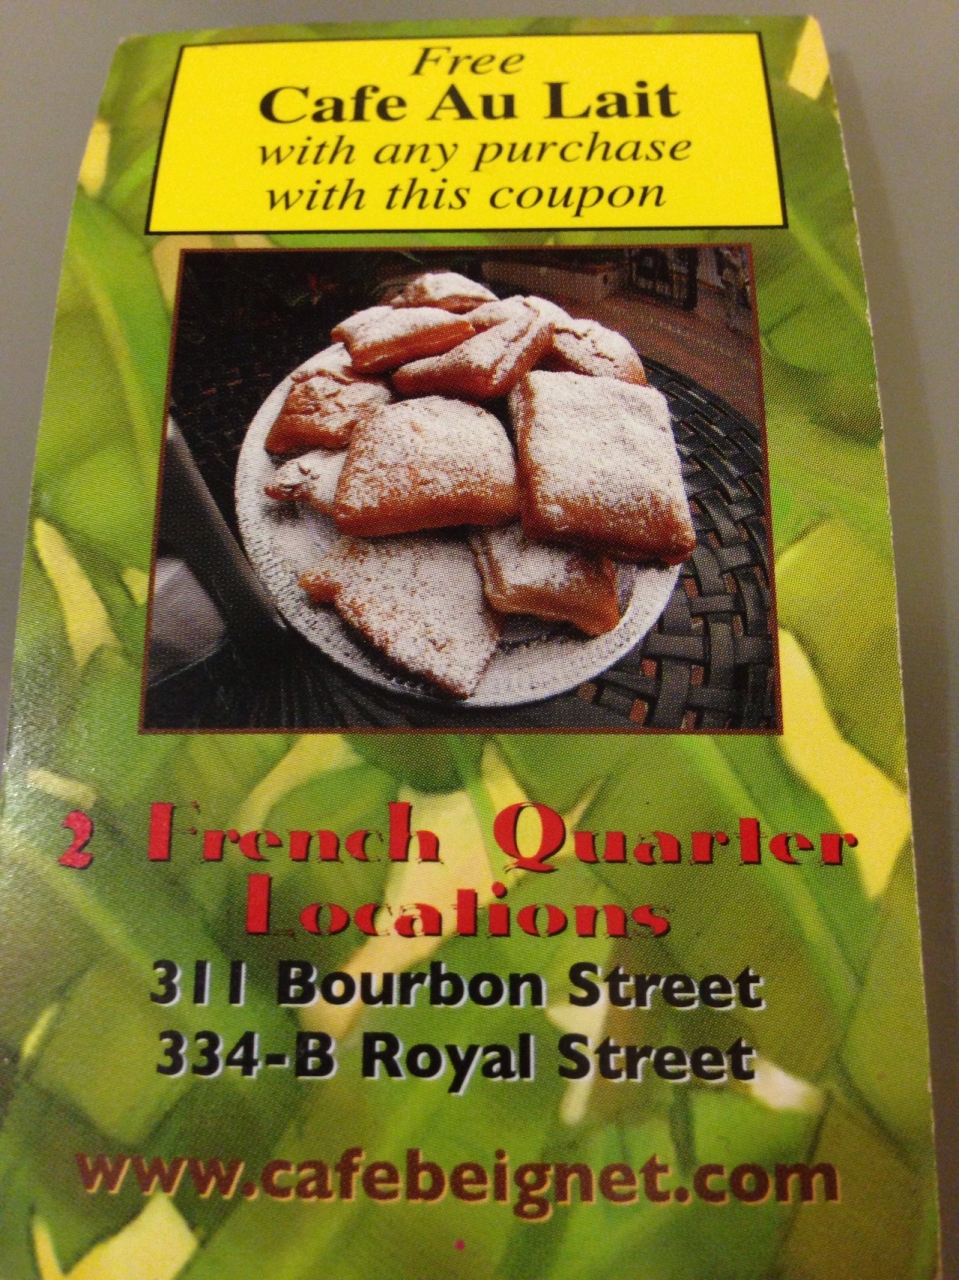 Free
Cafe Au Lait
with any purchase
with this coupon
2 French Quarter
Locations
311 Bourbon Street
334-B Royal Street
www.cafebeignet.com